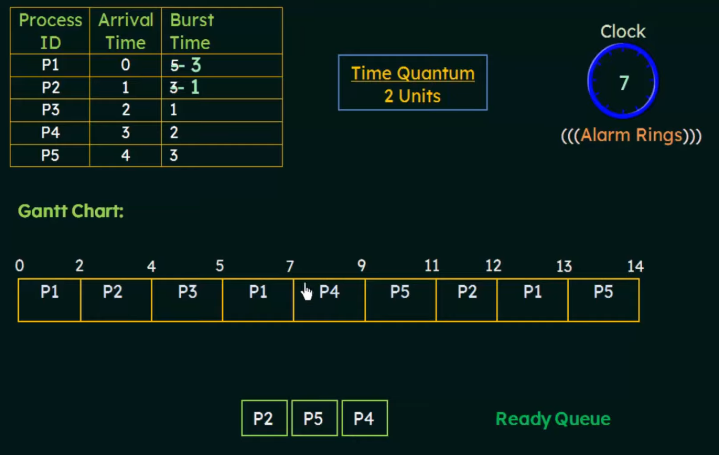 Process ID Arrival Time Burst Time
P1 0 5- 3
P2 1 3- 1
P3 2 1
P4 3 2
P5 4 3
Time Quantum
2 Units
Clock
7
(((Alarm Rings)))
Gantt Chart:
0 2 4 5 7 9 11 12 13 14
P1 P2 P3 P1 P4 P5 P2 P1 P5
P2 P5 P4 Ready Queue